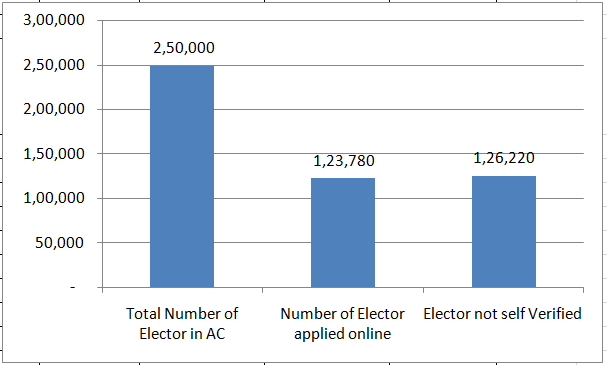 3,00,000
2,50,000
2,00,000
1,50,000
1,00,000
50,000
-
2,50,000
1,23,780
1,26,220
Total Number of
Elector in AC
Number of Elector
applied online
Elector not self Verified